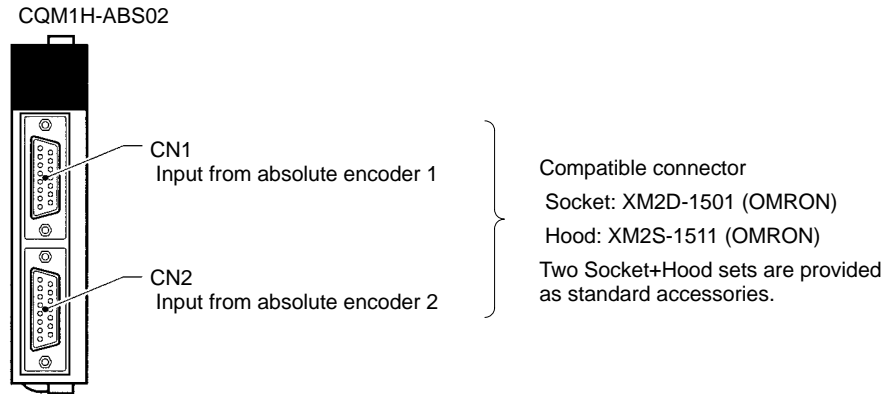 CQM1H-ABS02
CN1
Input from absolute encoder 1
CN2
Input from absolute encoder 2
Compatible connector
Socket: XM2D-1501 (OMRON)
Hood: XM2S-1511 (OMRON)
Two Socket+Hood sets are provided
as standard accessories.